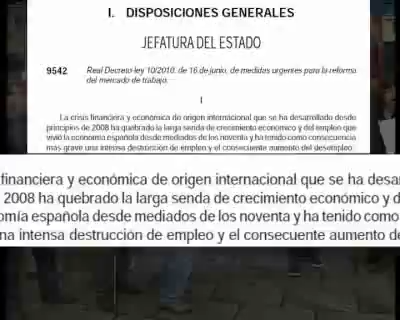 I. DISPOSICIONES GENERALES
JEFATURA DEL ESTADO
9542 Real Decreto-ley 10/2010, de 16 de junio, de medidas urgentes para la reforma
del mercado de trabajo.
I
La crisis financiera y económica de origen internacional que se ha desarrollado desde
principios de 2008 ha quebrado la larga senda de crecimiento económico y del empleo que
vivió la economía española desde mediados de los noventa y ha tenido como consecuencia
más grave una intensa destrucción de empleo y el consecuente aumento del desempleo.
financiera y económica de origen internacional que se ha desar
2008 ha quebrado la larga senda de crecimiento económico y d
omía española desde mediados de los noventa y ha tenido como
na intensa destrucción de empleo y el consecuente aumento de